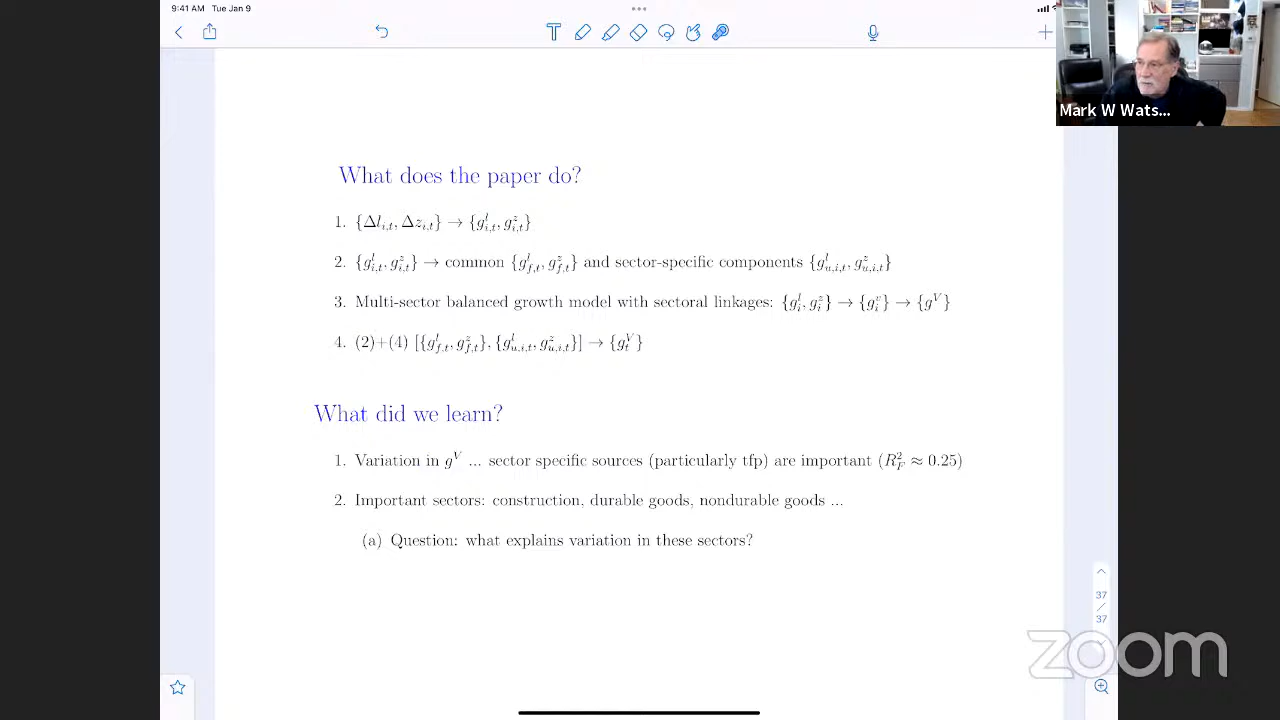 9:41 AM Tue Jan 9
Mark W Wats...
What does the paper do?
1. {Δl_{i,t}, Δz_{i,t}} → {g^l_{i,t}, g^z_{i,t}}
2. {g^l_{i,t}, g^z_{i,t}} → common {g^l_{f,t}, g^z_{f,t}} and sector-specific components {g^l_{u,i,t}, g^z_{u,i,t}}
3. Multi-sector balanced growth model with sectoral linkages: {g^l_i, g^z_i} → {g^v_i} → {g^V}
4. (2)+(4) [{g^l_{f,t}, g^z_{f,t}}, {g^l_{u,i,t}, g^z_{u,i,t}}] → {g^V_t}
What did we learn?
1. Variation in g^V ... sector specific sources (particularly tfp) are important (R²_F ≈ 0.25)
2. Important sectors: construction, durable goods, nondurable goods ...
(a) Question: what explains variation in these sectors?
37
/
37
zoom